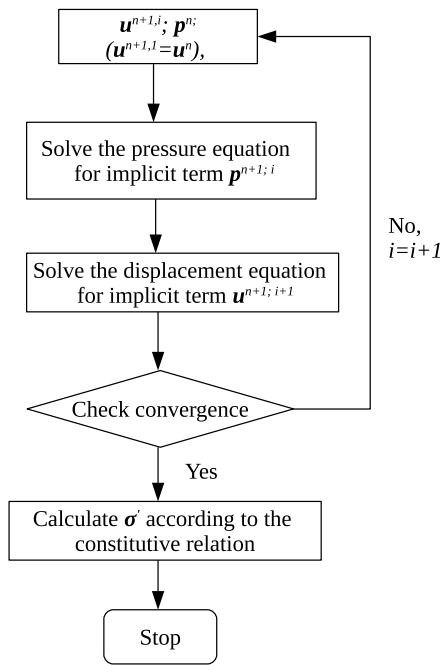 u^{n+1,i}; p^{n;}
(u^{n+1,1}=u^{n}),
Solve the pressure equation
for implicit term p^{n+1; i}
No,
i=i+1
Solve the displacement equation
for implicit term u^{n+1; i+1}
Check convergence
Yes
Calculate σ′ according to the
constitutive relation
Stop